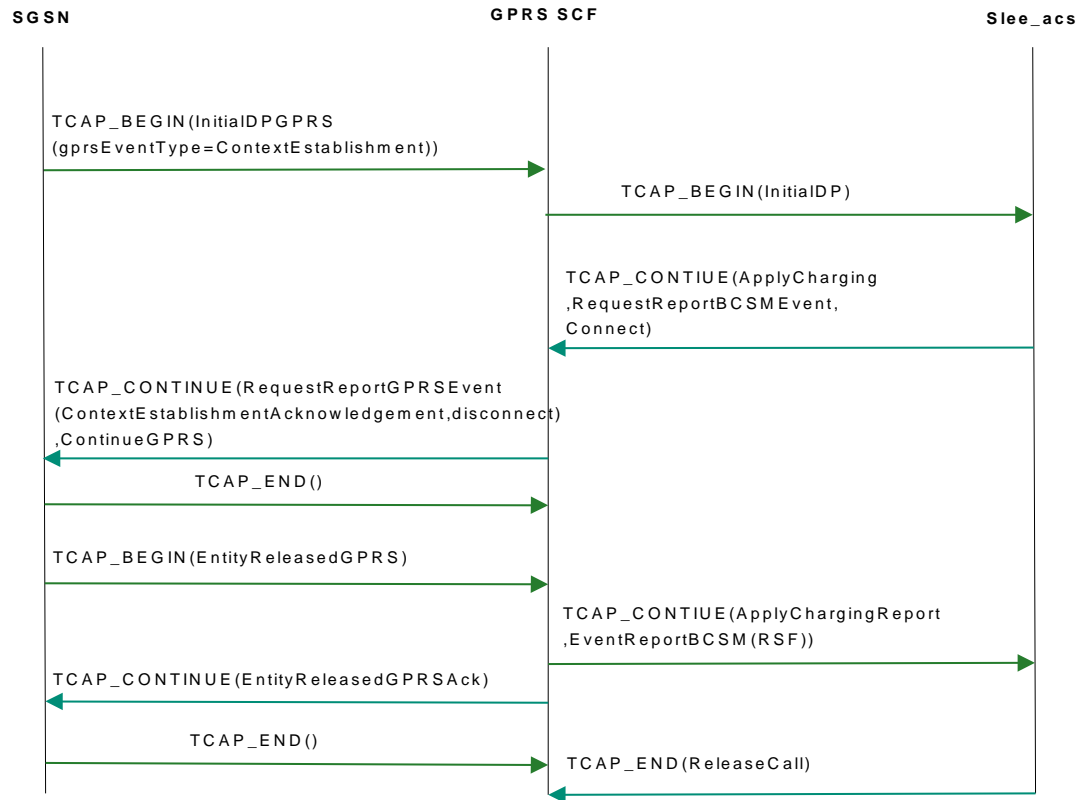 SGSN
GPRS SCF
Slee_acs
TCAP_BEGIN(InitialDPGPRS
(gprsEventType=ContextEstablishment))
TCAP_BEGIN(InitialDP)
TCAP_CONTIUE(ApplyCharging
,RequestReportBCSMEvent,
Connect)
TCAP_CONTINUE(RequestReportGPRSEvent
(ContextEstablishmentAcknowledgement,disconnect)
,ContinueGPRS)
TCAP_END()
TCAP_BEGIN(EntityReleasedGPRS)
TCAP_CONTIUE(ApplyChargingReport
,EventReportBCSM(RSF))
TCAP_CONTINUE(EntityReleasedGPRSAck)
TCAP_END()
TCAP_END(ReleaseCall)